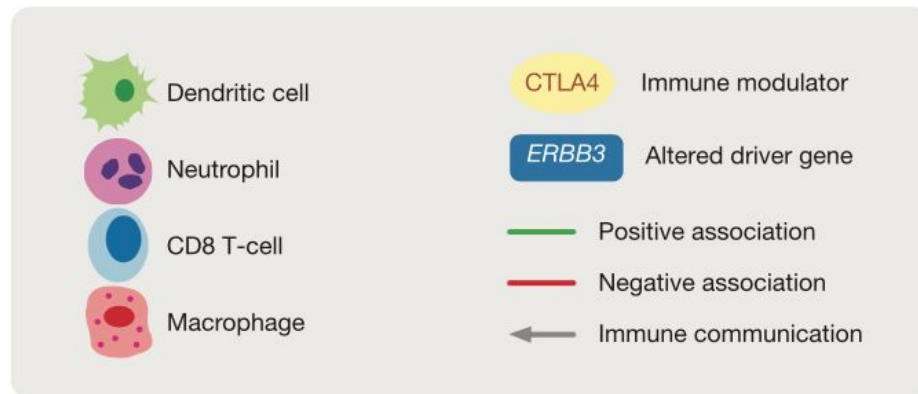 Dendritic cell
Neutrophil
CD8 T-cell
Macrophage
CTLA4 Immune modulator
ERBB3 Altered driver gene
Positive association
Negative association
Immune communication